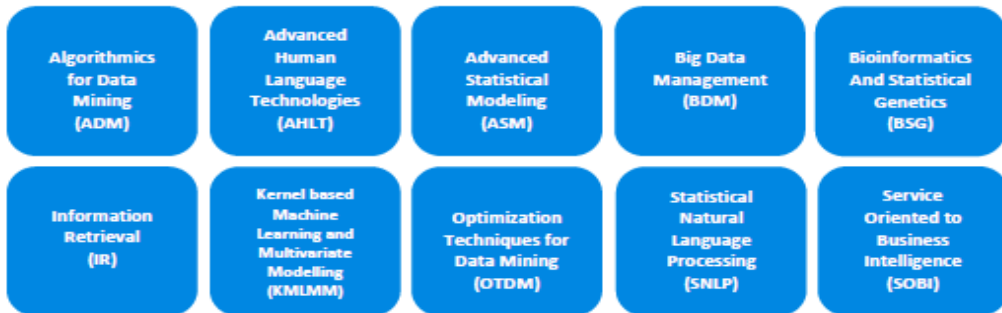 Algorithmics
for Data
Mining
(ADM)
Advanced
Human
Language
Technologies
(AHLT)
Advanced
Statistical
Modeling
(ASM)
Big Data
Management
(BDM)
Bioinformatics
And Statistical
Genetics
(BSG)
Information
Retrieval
(IR)
Kernel based
Machine
Learning and
Multivariate
Modelling
(KMLMM)
Optimization
Techniques for
Data Mining
(OTDM)
Statistical
Natural
Language
Processing
(SNLP)
Service
Oriented to
Business
Intelligence
(SOBI)